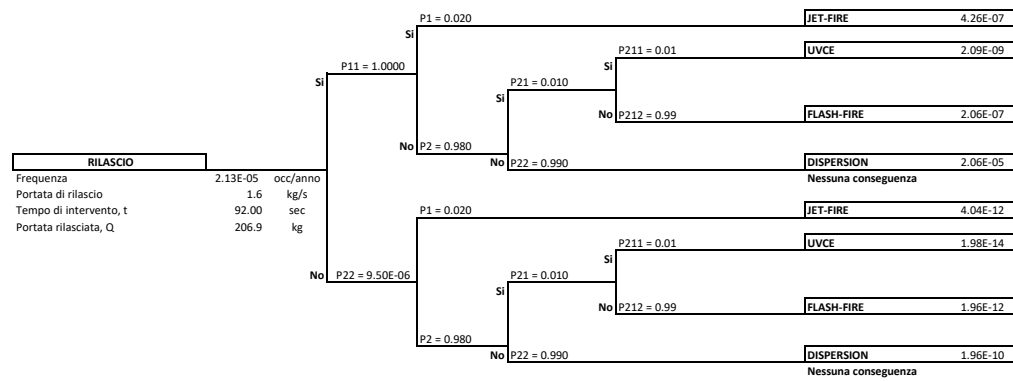 P1 = 0.020 JET-FIRE 4.26E-07
Si
P211 = 0.01 UVCE 2.09E-09
P11 = 1.0000 Si
Si P21 = 0.010
Si
No P212 = 0.99 FLASH-FIRE 2.06E-07
No P2 = 0.980
No P22 = 0.990 DISPERSION 2.06E-05
RILASCIO
Nessuna conseguenza
Frequenza 2.13E-05 occ/anno
Portata di rilascio 1.6 kg/s
Tempo di intervento, t 92.00 sec
P1 = 0.020 JET-FIRE 4.04E-12
Portata rilasciata, Q 206.9 kg
P211 = 0.01 UVCE 1.98E-14
Si
No P22 = 9.50E-06 P21 = 0.010
Si
No P212 = 0.99 FLASH-FIRE 1.96E-12
P2 = 0.980
No P22 = 0.990 DISPERSION 1.96E-10
Nessuna conseguenza